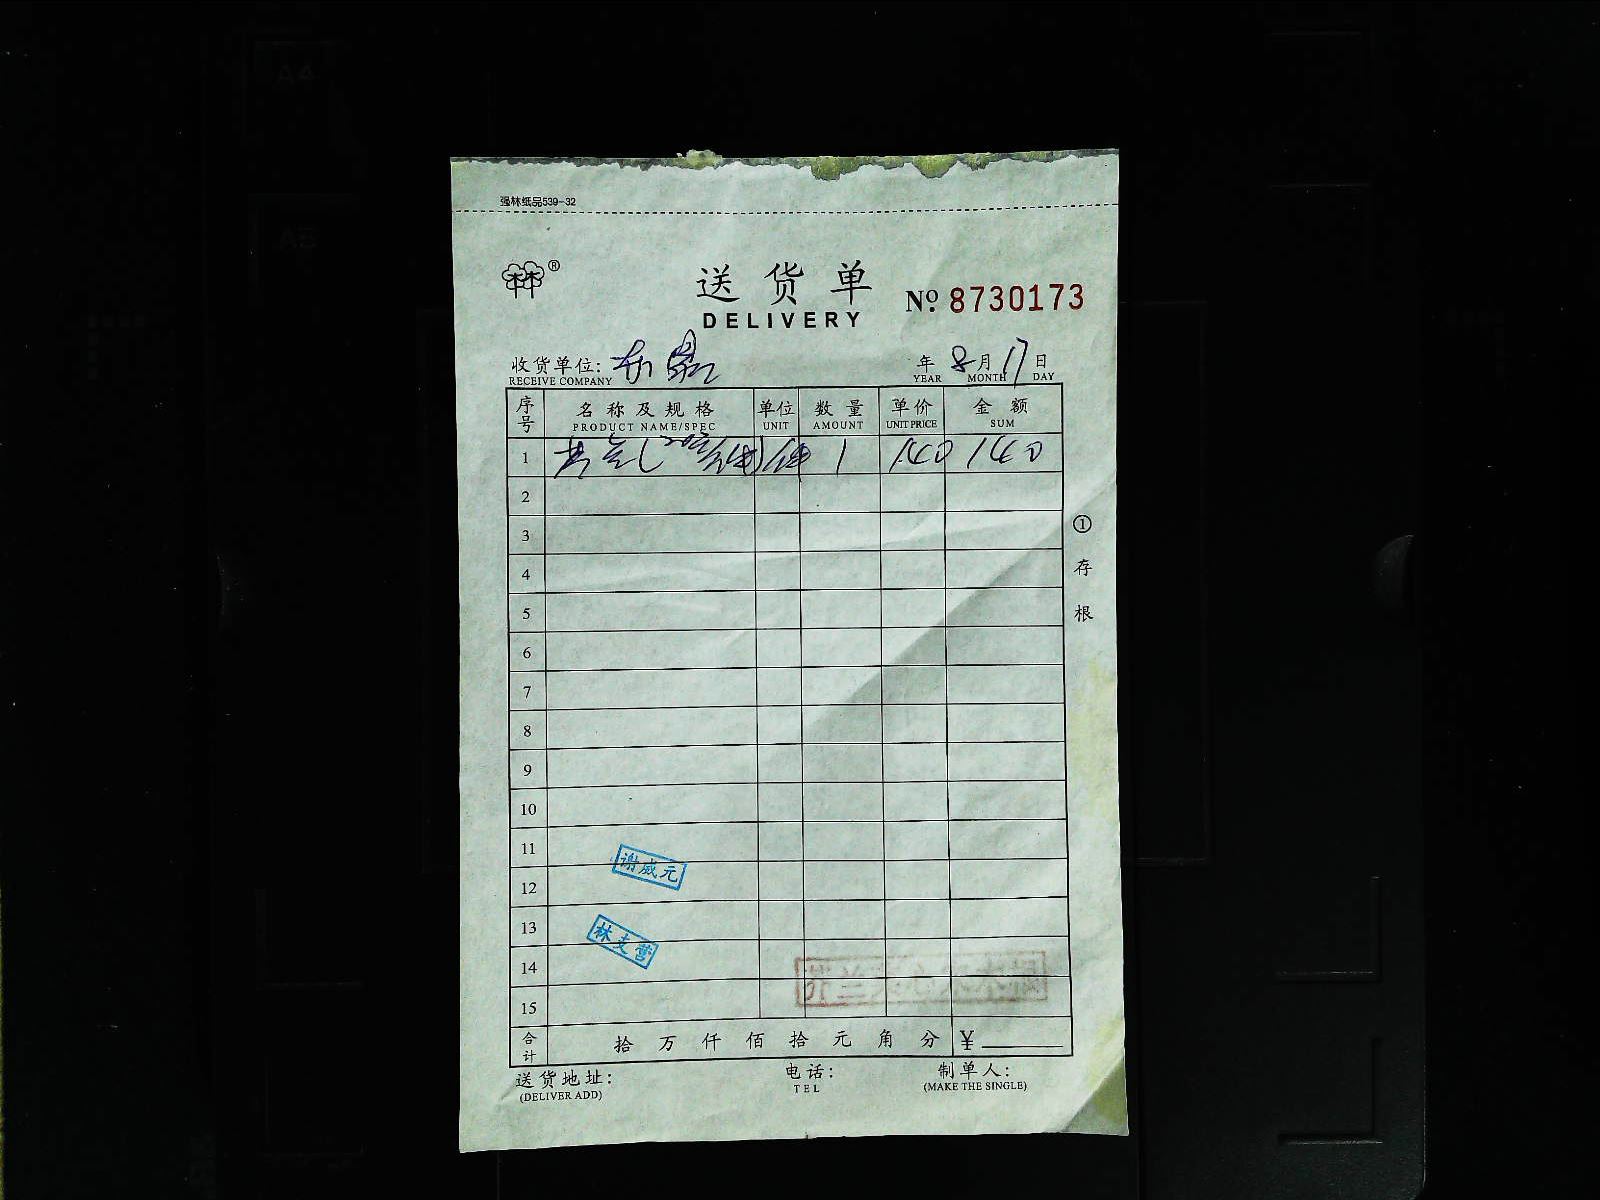 强林纸品539-32
林林®
送货单
DELIVERY
№ 8730173
收货单位: 年 8 月 17 日
RECEIVE COMPANY YEAR MONTH DAY
序号 名称及规格 单位 数量 单价 金额
PRODUCT NAME/SPEC UNIT AMOUNT UNIT PRICE SUM
1 件 1 140 140
2
3
4
5
6
7
8
9
10
11
谢威元
12
13
林支营
14
15
合计 拾 万 仟 佰 拾 元 角 分 ¥
送货地址: 电话: 制单人:
(DELIVER ADD) TEL (MAKE THE SINGLE)
① 存根